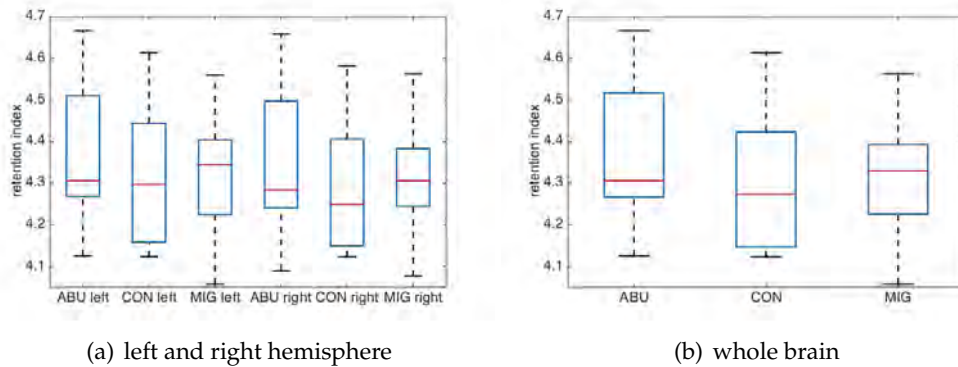 4.7
4.6
4.5
4.4
4.3
4.2
4.1
retention index
ABU left CON left MIG left ABU right CON right MIG right
(a) left and right hemisphere
4.7
4.6
4.5
4.4
4.3
4.2
4.1
retention index
ABU CON MIG
(b) whole brain